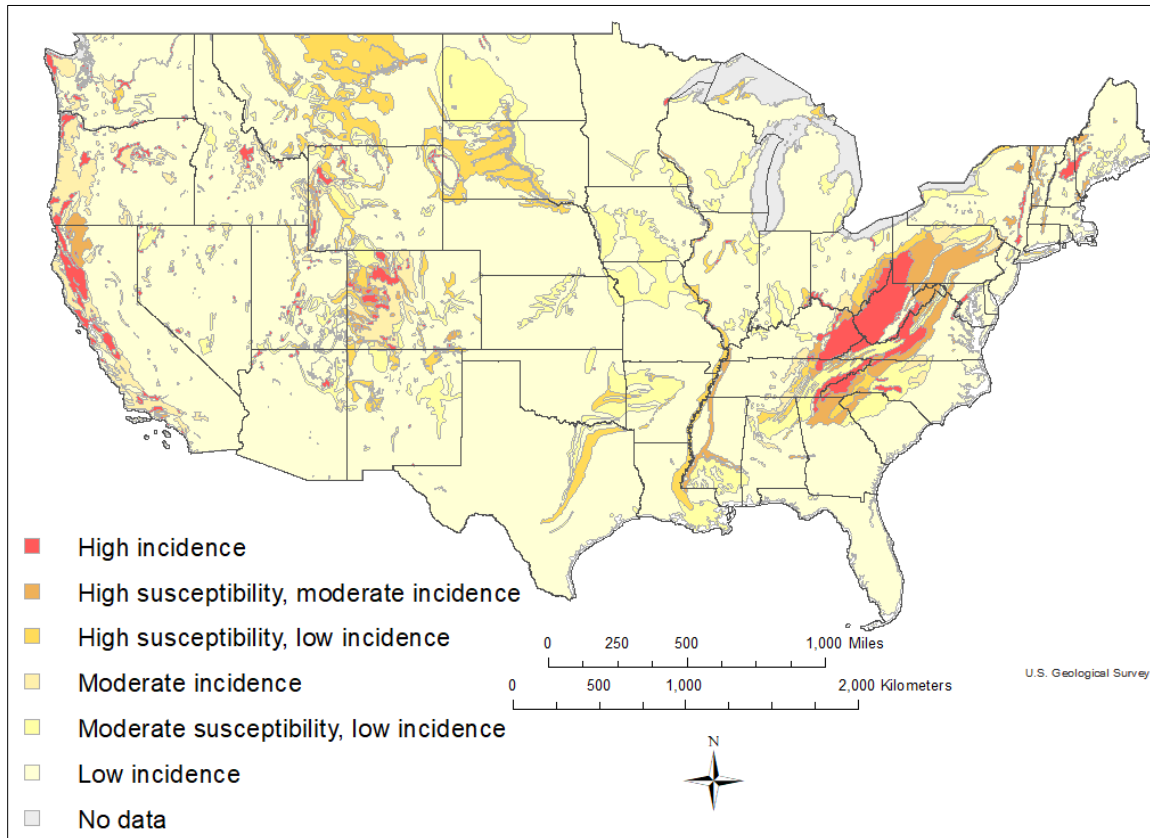 High incidence
High susceptibility, moderate incidence
High susceptibility, low incidence
Moderate incidence
Moderate susceptibility, low incidence
Low incidence
No data
0 250 500 1,000 Miles
0 500 1,000 2,000 Kilometers
U.S. Geological Survey
N